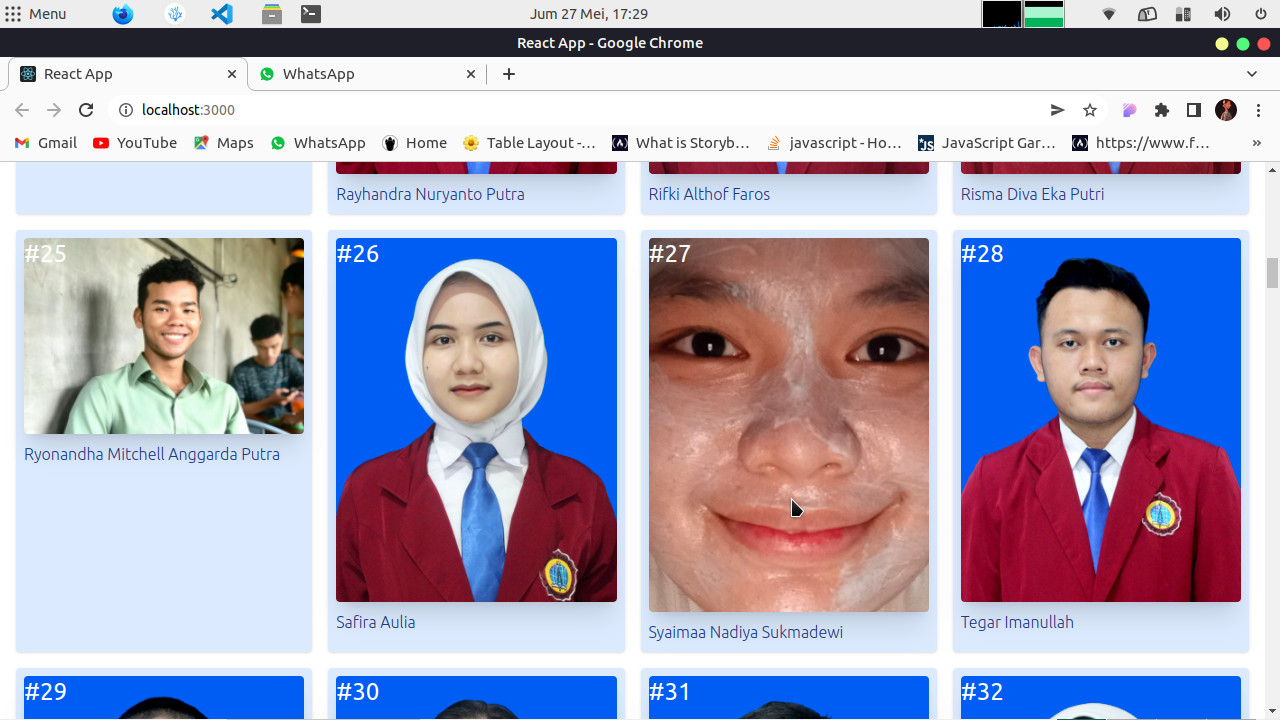 Menu
Jum 27 Mei, 17:29
React App - Google Chrome
React App
WhatsApp
localhost:3000
Gmail
YouTube
Maps
WhatsApp
Home
Table Layout -...
What is Storyb...
javascript - Ho...
JavaScript Gar...
https://www.f...
»
Rayhandra Nuryanto Putra
Rifki Althof Faros
Risma Diva Eka Putri
#25
#26
#27
#28
Ryonandha Mitchell Anggarda Putra
Safira Aulia
Syaimaa Nadiya Sukmadewi
Tegar Imanullah
#29
#30
#31
#32